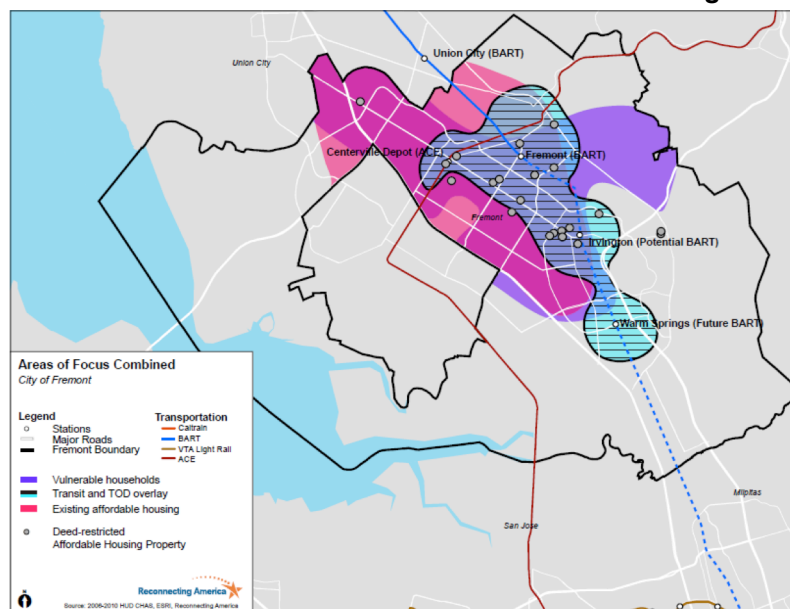 Union City (BART)
Union City
Centerville Depot (ACE)
Fremont (BART)
Fremont
Irvington (Potential BART)
Warm Springs (Future BART)
Milpitas
San Jose
Areas of Focus Combined
City of Fremont
Legend
Stations
Major Roads
Fremont Boundary
Transportation
Caltrain
BART
VTA Light Rail
ACE
Vulnerable households
Transit and TOD overlay
Existing affordable housing
Deed-restricted
Affordable Housing Property
Reconnecting America
Source: 2006-2010 HUD CHAS, ESRI, Reconnecting America